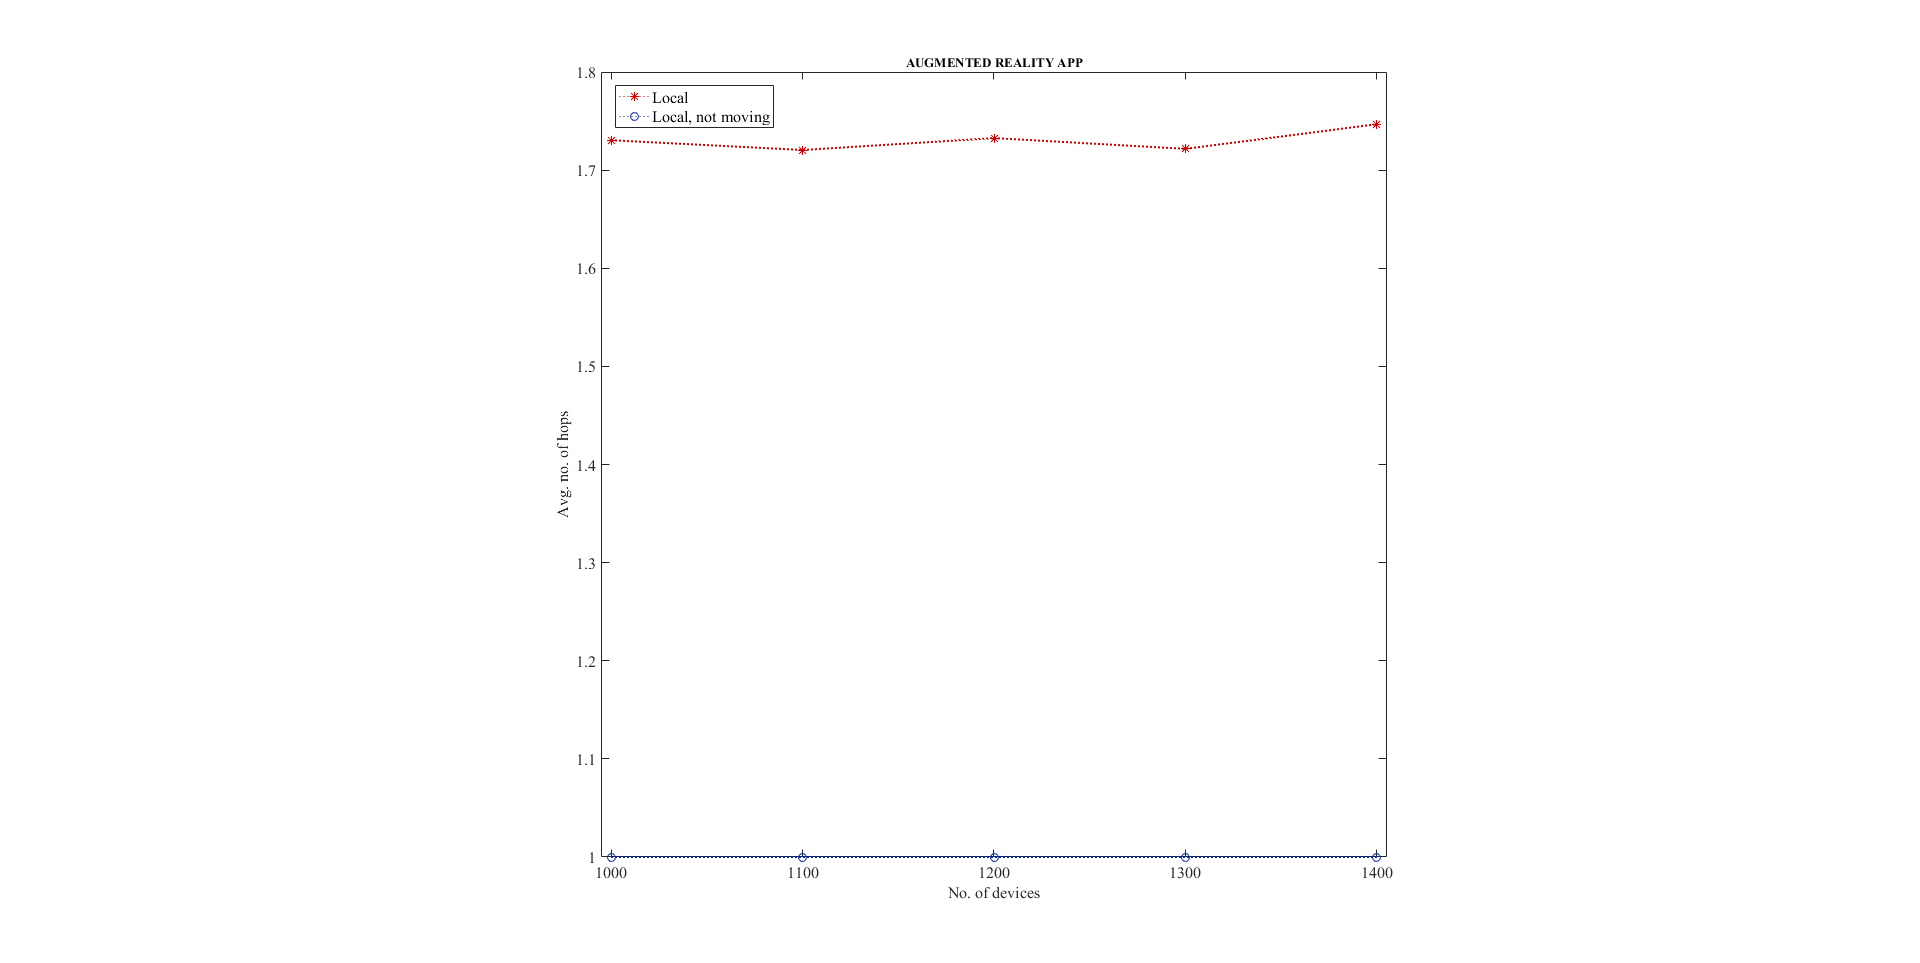 AUGMENTED REALITY APP
Local
Local, not moving
1.8
1.7
1.6
1.5
1.4
1.3
1.2
1.1
1
Avg. no. of hops
1000 1100 1200 1300 1400
No. of devices